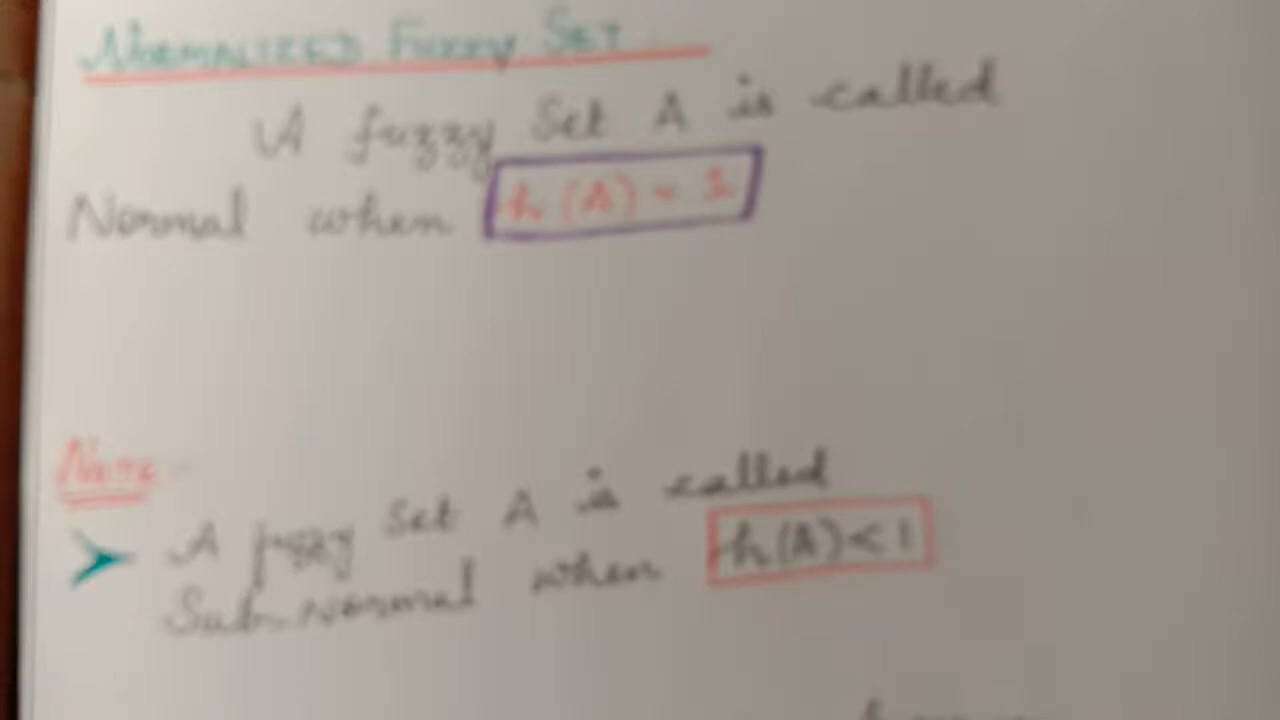 NORMALIZED FUZZY SET
A fuzzy Set A is called
Normal when h(A) = 1
NOTE
A fuzzy Set A is called
Sub-Normal when h(A) < 1